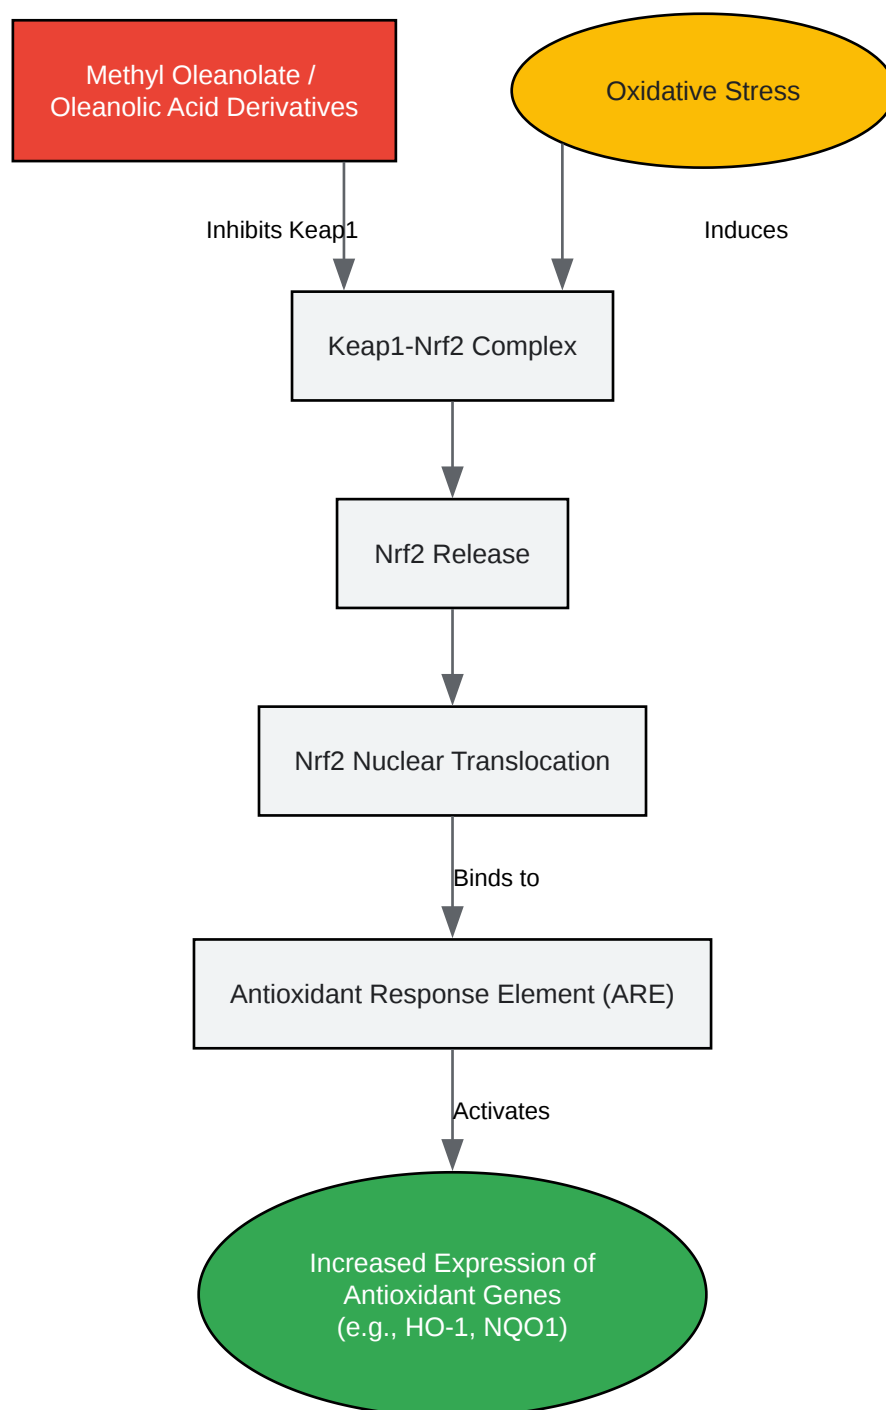 Methyl Oleanolate /
Oleanolic Acid Derivatives
Oxidative Stress
Inhibits Keap1
Induces
Keap1-Nrf2 Complex
Nrf2 Release
Nrf2 Nuclear Translocation
Binds to
Antioxidant Response Element (ARE)
Activates
Increased Expression of
Antioxidant Genes
(e.g., HO-1, NQO1)